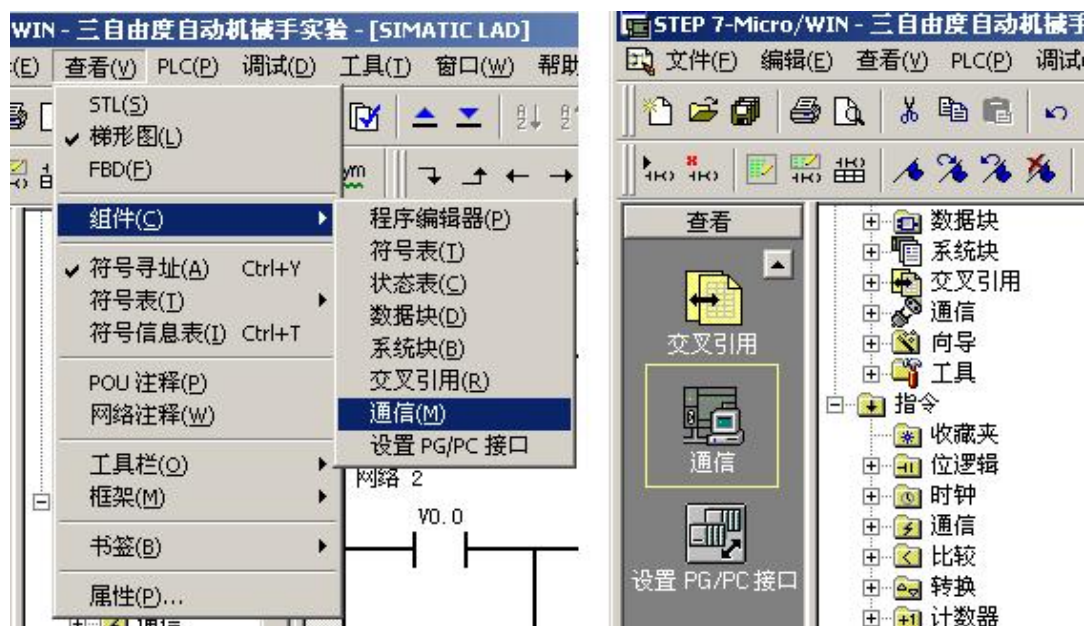 WIN - 三自由度自动机械手实验 - [SIMATIC LAD]
(E) 查看(V) PLC(P) 调试(D) 工具(T) 窗口(W) 帮助
STL(S)
梯形图(L)
FBD(F)
组件(C)
符号寻址(A) Ctrl+Y
符号表(T)
符号信息表(I) Ctrl+T
POU 注释(P)
网络注释(W)
工具栏(O)
框架(M)
书签(B)
属性(P)...
程序编辑器(P)
符号表(T)
状态表(C)
数据块(D)
系统块(B)
交叉引用(R)
通信(M)
设置 PG/PC 接口
网络 2
V0.0
通信
STEP 7-Micro/WIN - 三自由度自动机械手
文件(F) 编辑(E) 查看(V) PLC(P) 调试(
查看
交叉引用
通信
设置 PG/PC 接口
数据块
系统块
交叉引用
通信
向导
工具
指令
收藏夹
位逻辑
时钟
通信
比较
转换
计数器